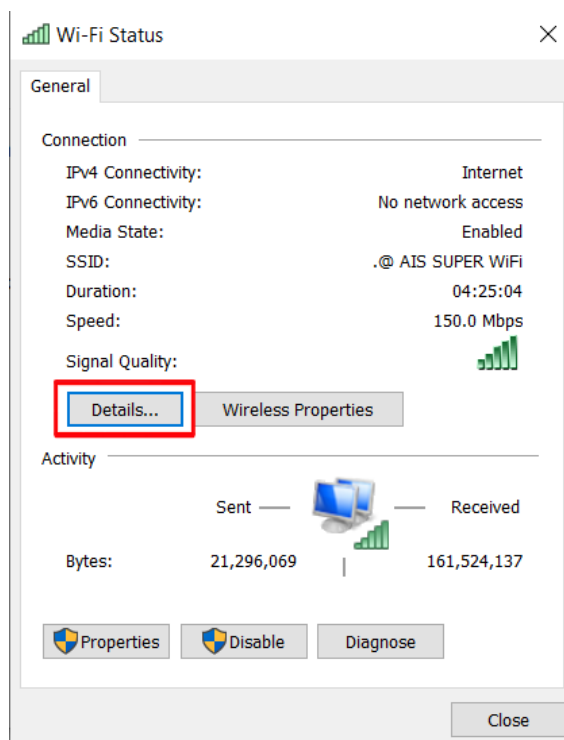 Wi-Fi Status
General
Connection
IPv4 Connectivity: Internet
IPv6 Connectivity: No network access
Media State: Enabled
SSID: .@ AIS SUPER WiFi
Duration: 04:25:04
Speed: 150.0 Mbps
Signal Quality:
Details... Wireless Properties
Activity
Sent Received
Bytes: 21,296,069 161,524,137
Properties Disable Diagnose
Close